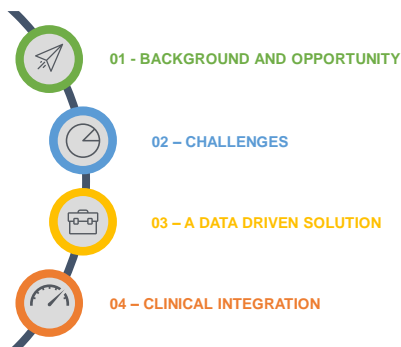 01 - BACKGROUND AND OPPORTUNITY
02 – CHALLENGES
03 – A DATA DRIVEN SOLUTION
04 – CLINICAL INTEGRATION